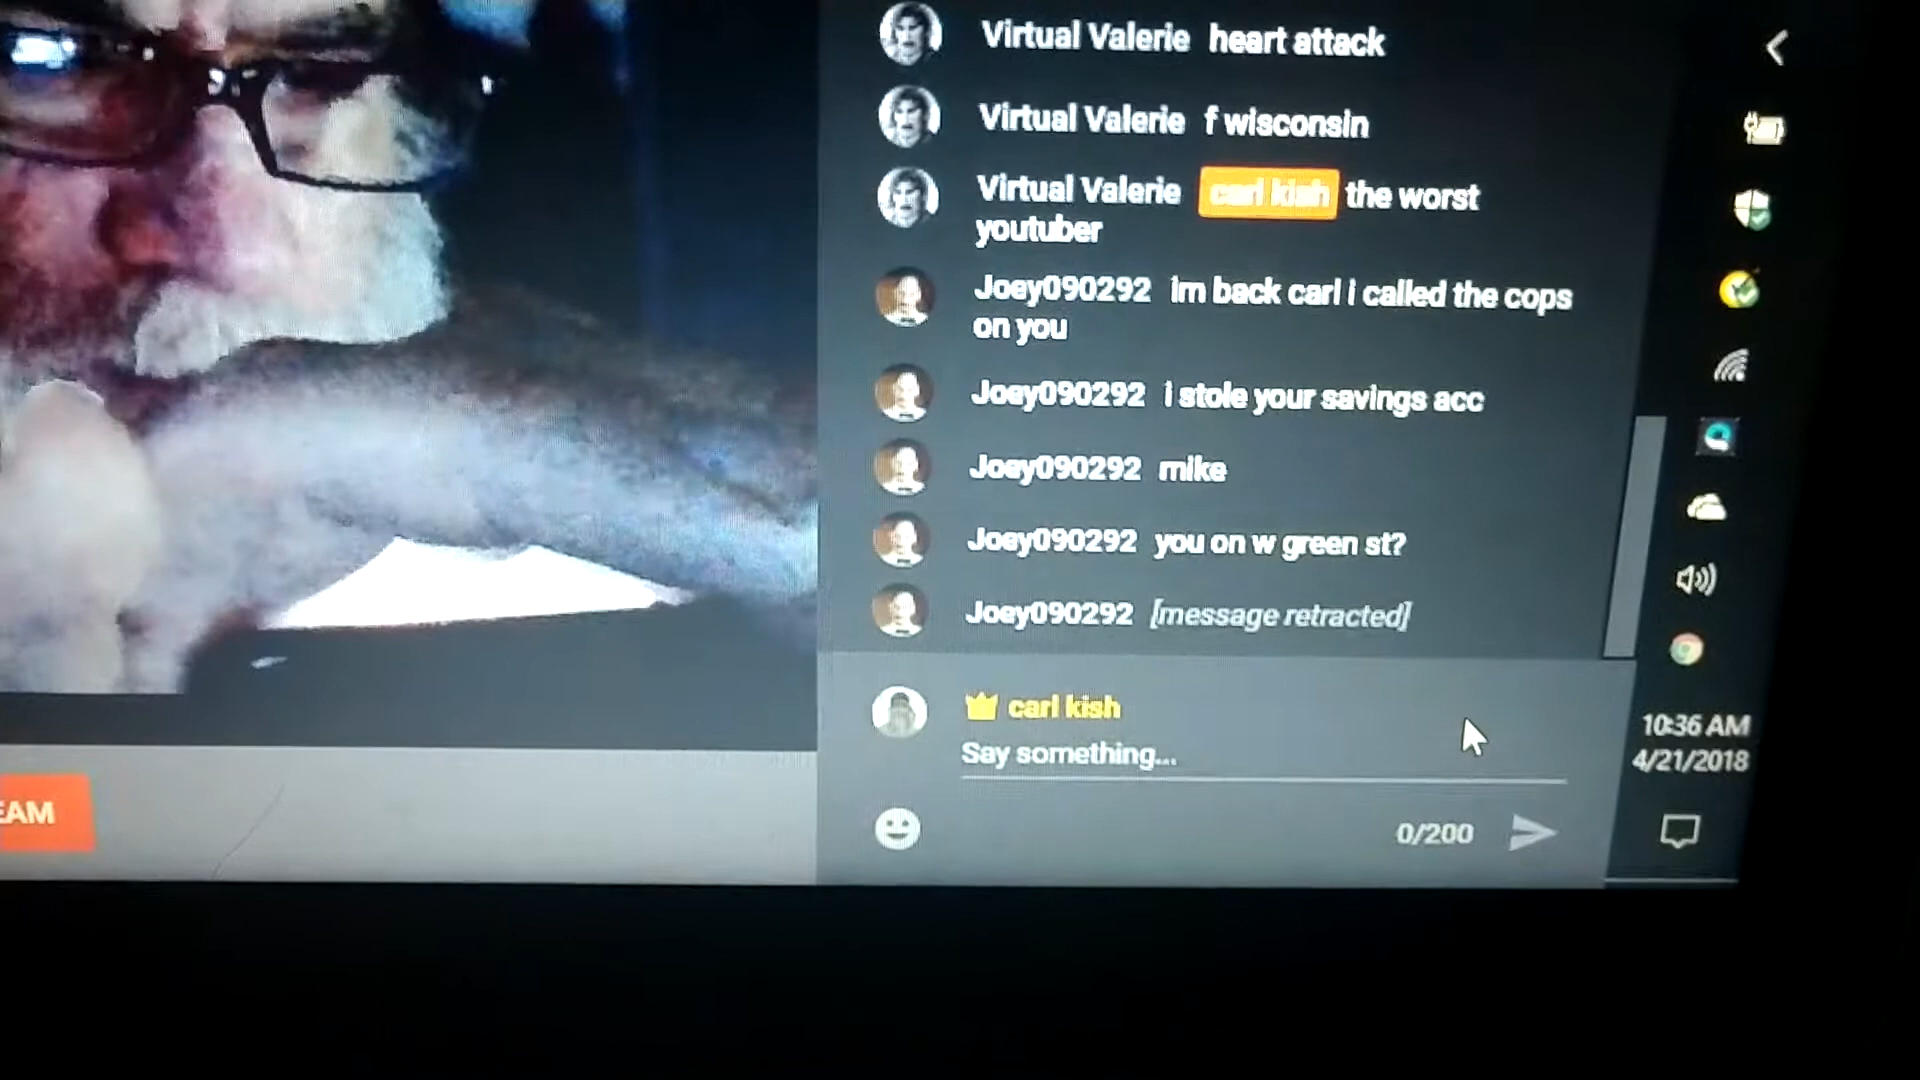 Virtual Valerie heart attack
Virtual Valerie f wisconsin
Virtual Valerie carl kish the worst
youtuber
Joey090292 im back carl i called the cops
on you
Joey090292 i stole your savings acc
Joey090292 mike
Joey090292 you on w green st?
Joey090292 [message retracted]
carl kish
Say something...
EAM
0/200
10:36 AM
4/21/2018